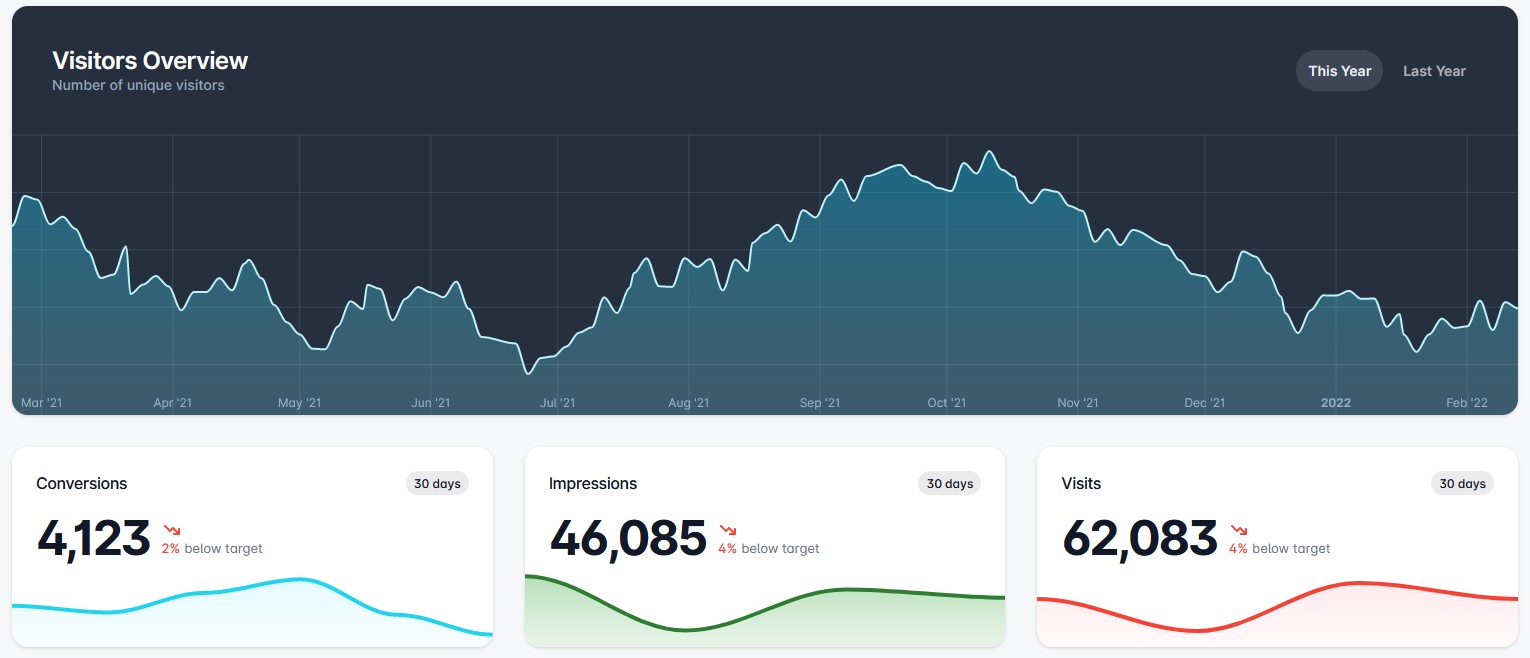 Visitors Overview
Number of unique visitors
This Year
Last Year
Mar '21
Apr '21
May '21
Jun '21
Jul '21
Aug '21
Sep '21
Oct '21
Nov '21
Dec '21
2022
Feb '22
Conversions
30 days
4,123
2% below target
Impressions
30 days
46,085
4% below target
Visits
30 days
62,083
4% below target